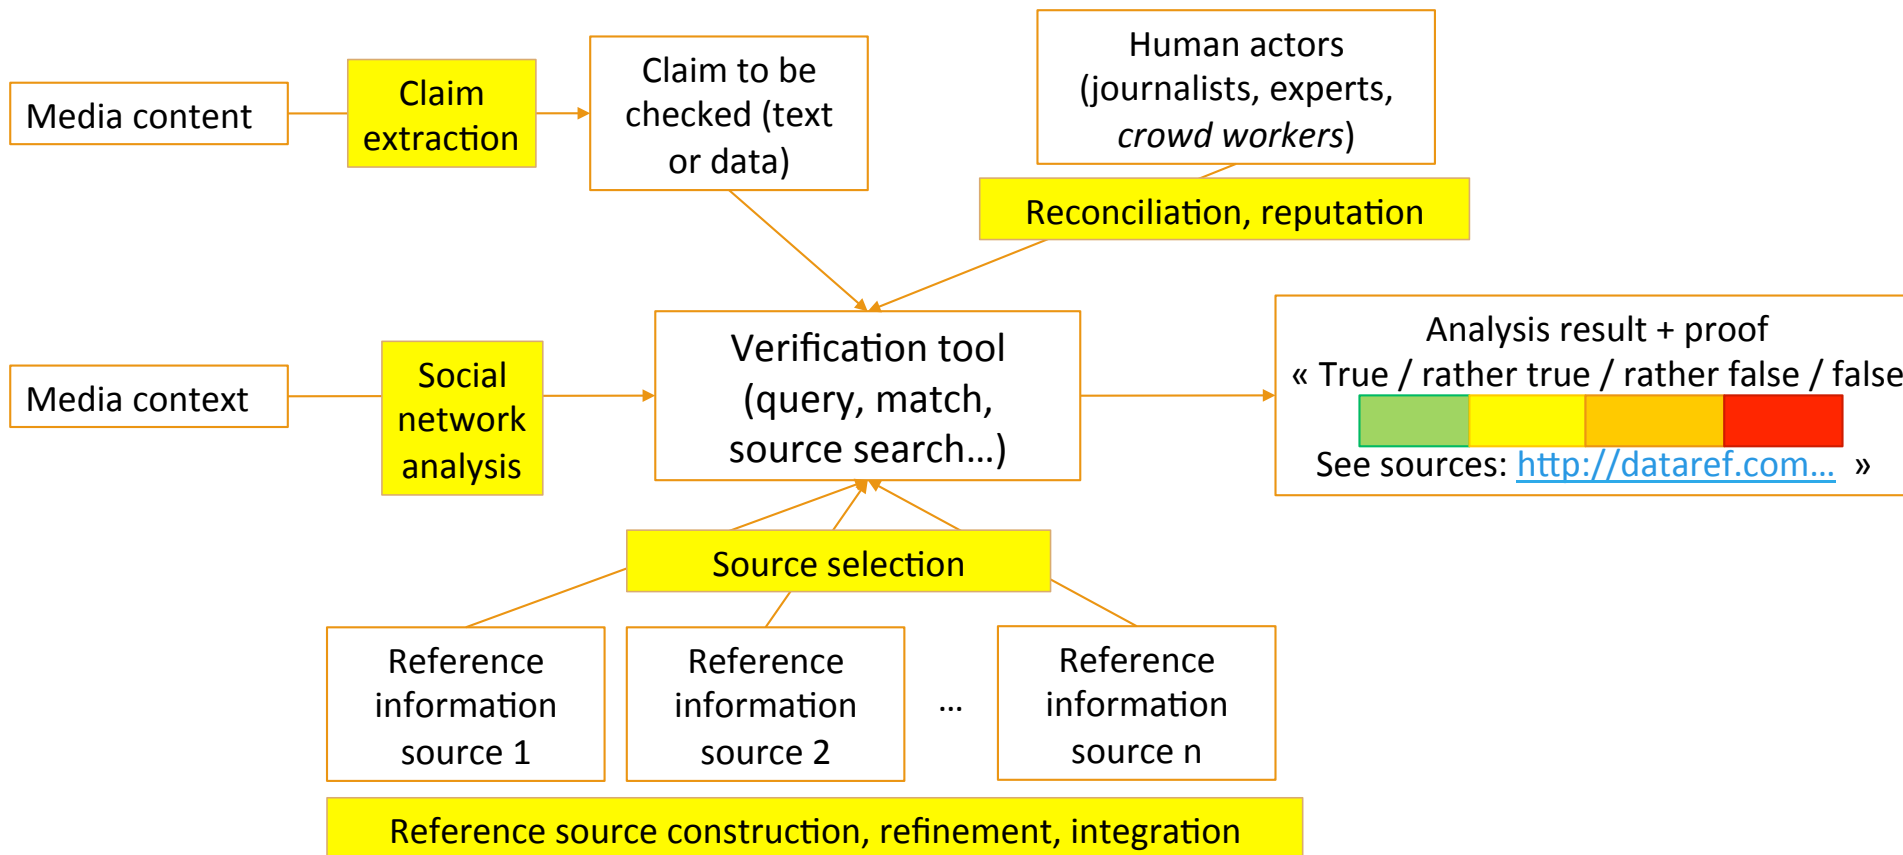 Media content
Claim
extraction
Claim to be
checked (text
or data)
Human actors
(journalists, experts,
crowd workers)
Reconciliation, reputation
Media context
Social
network
analysis
Verification tool
(query, match,
source search…)
Analysis result + proof
« True / rather true / rather false / false
See sources: http://dataref.com… »
Source selection
Reference
information
source 1
Reference
information
source 2
…
Reference
information
source n
Reference source construction, refinement, integration